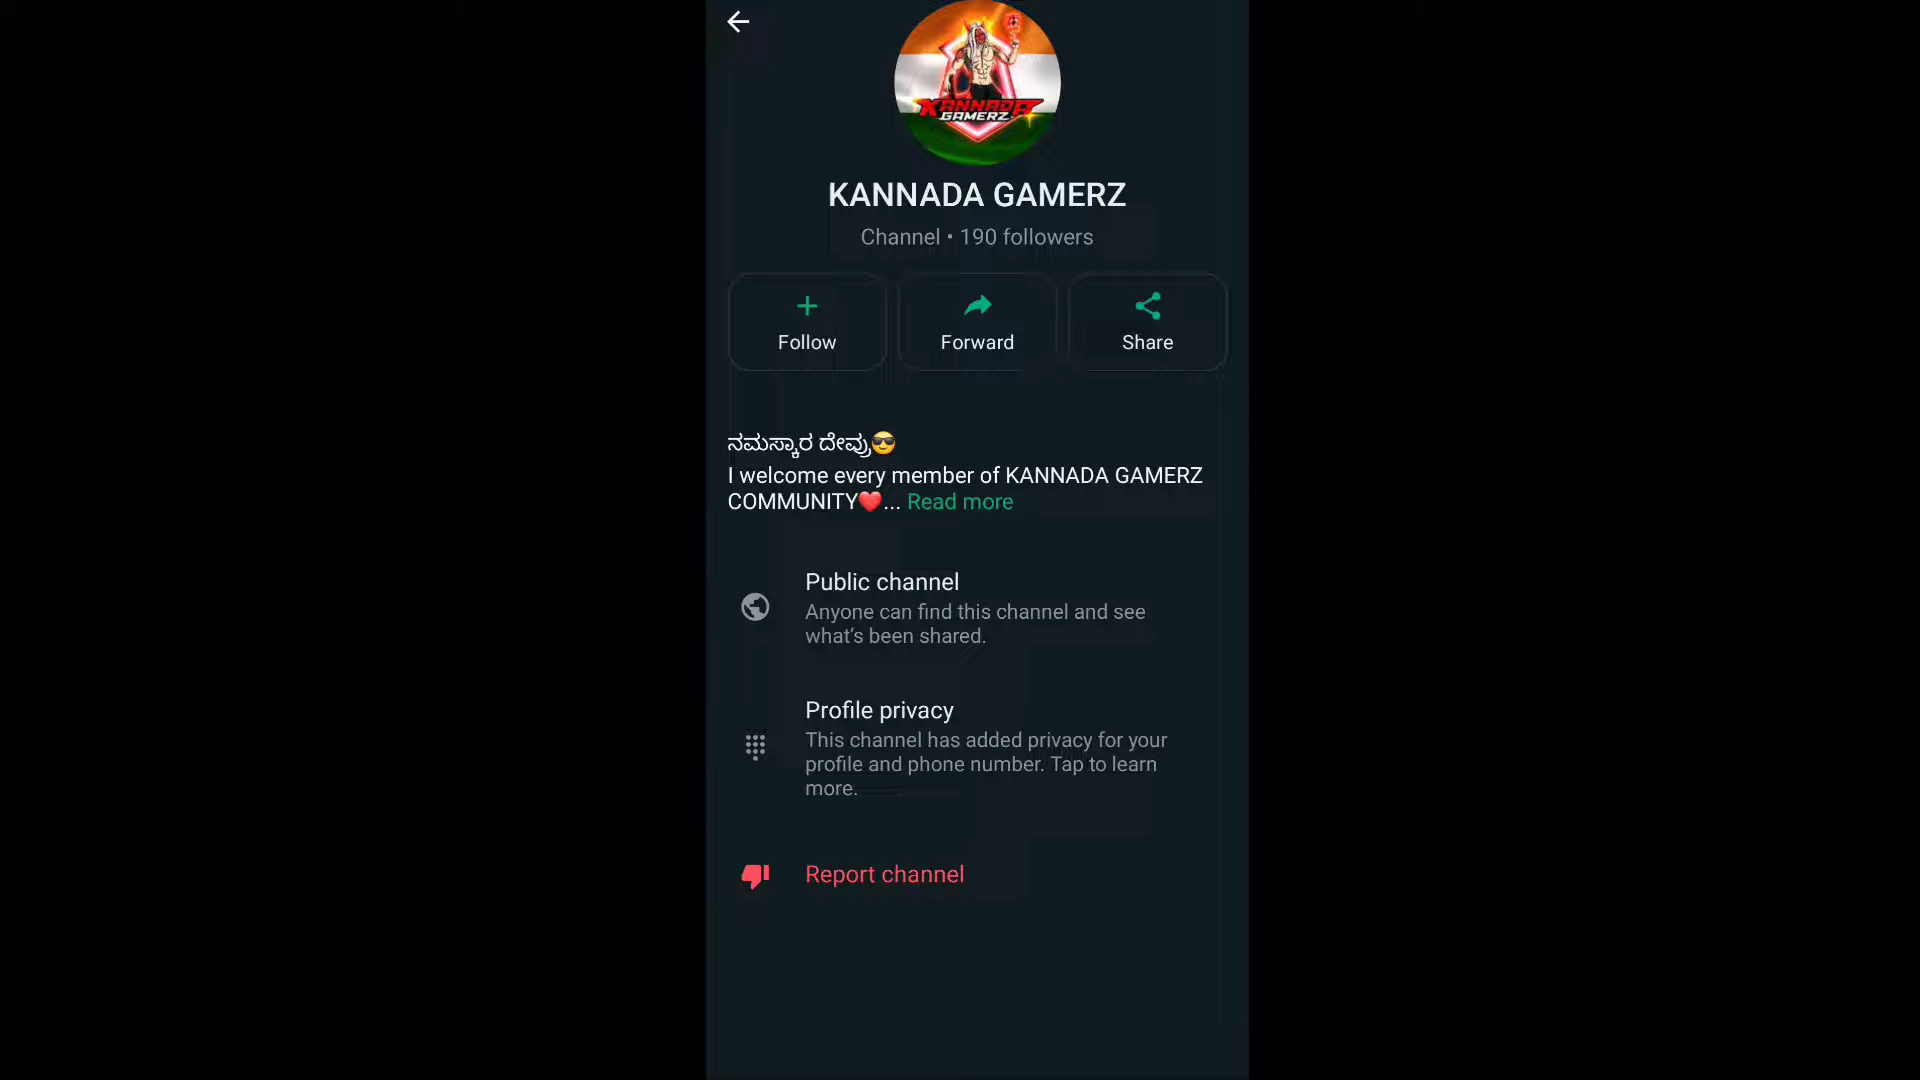 KANNADA
GAMERZ
KANNADA GAMERZ
Channel • 190 followers
Follow
Forward
Share
ನಮಸ್ಕಾರ ದೇವ್ರು😎
I welcome every member of KANNADA GAMERZ
COMMUNITY❤️... Read more
Public channel
Anyone can find this channel and see
what's been shared.
Profile privacy
This channel has added privacy for your
profile and phone number. Tap to learn
more.
Report channel